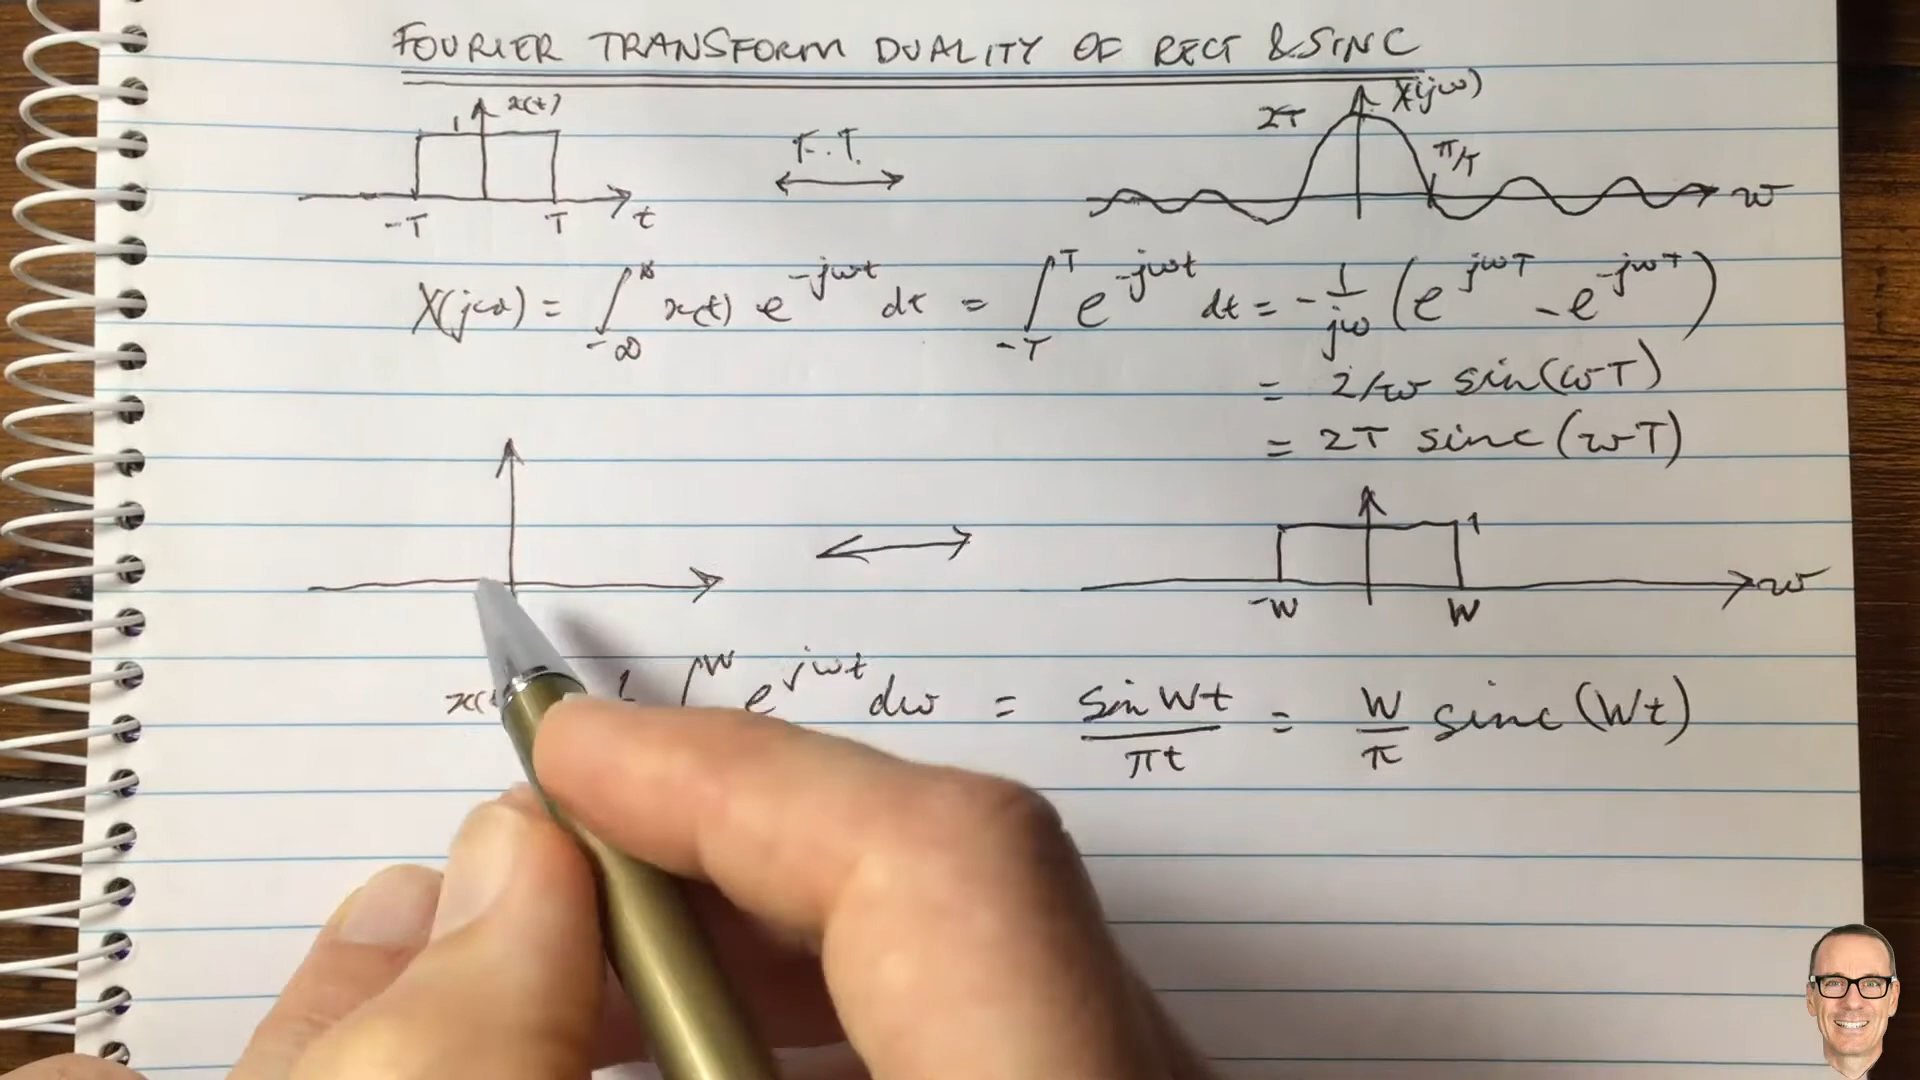 FOURIER TRANSFORM DUALITY OF RECT & SINC
1 x(t) 2T X(jω)
F.T. π/T
-T T t ω
X(jω) = ∫_{-∞}^{∞} x(t) e^{-jωt} dt = ∫_{-T}^{T} e^{-jωt} dt = -1/jω (e^{jωT} - e^{-jωT})
= 2/ω sin(ωT)
= 2T sinc(ωT)
1
-W W ω
x(t 1 ∫^{W} e^{jωt} dω = sin Wt / πt = W/π sinc(Wt)